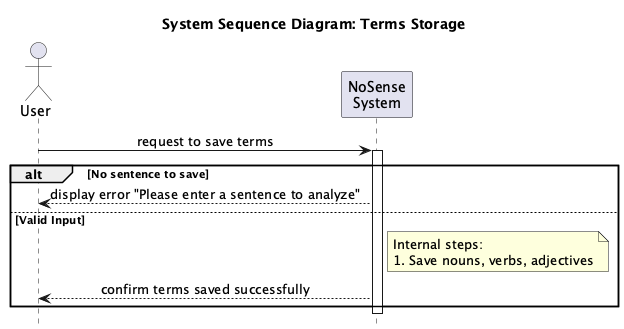 System Sequence Diagram: Terms Storage
User
NoSense
System
request to save terms
alt [No sentence to save]
display error "Please enter a sentence to analyze"
[Valid Input]
Internal steps:
1. Save nouns, verbs, adjectives
confirm terms saved successfully